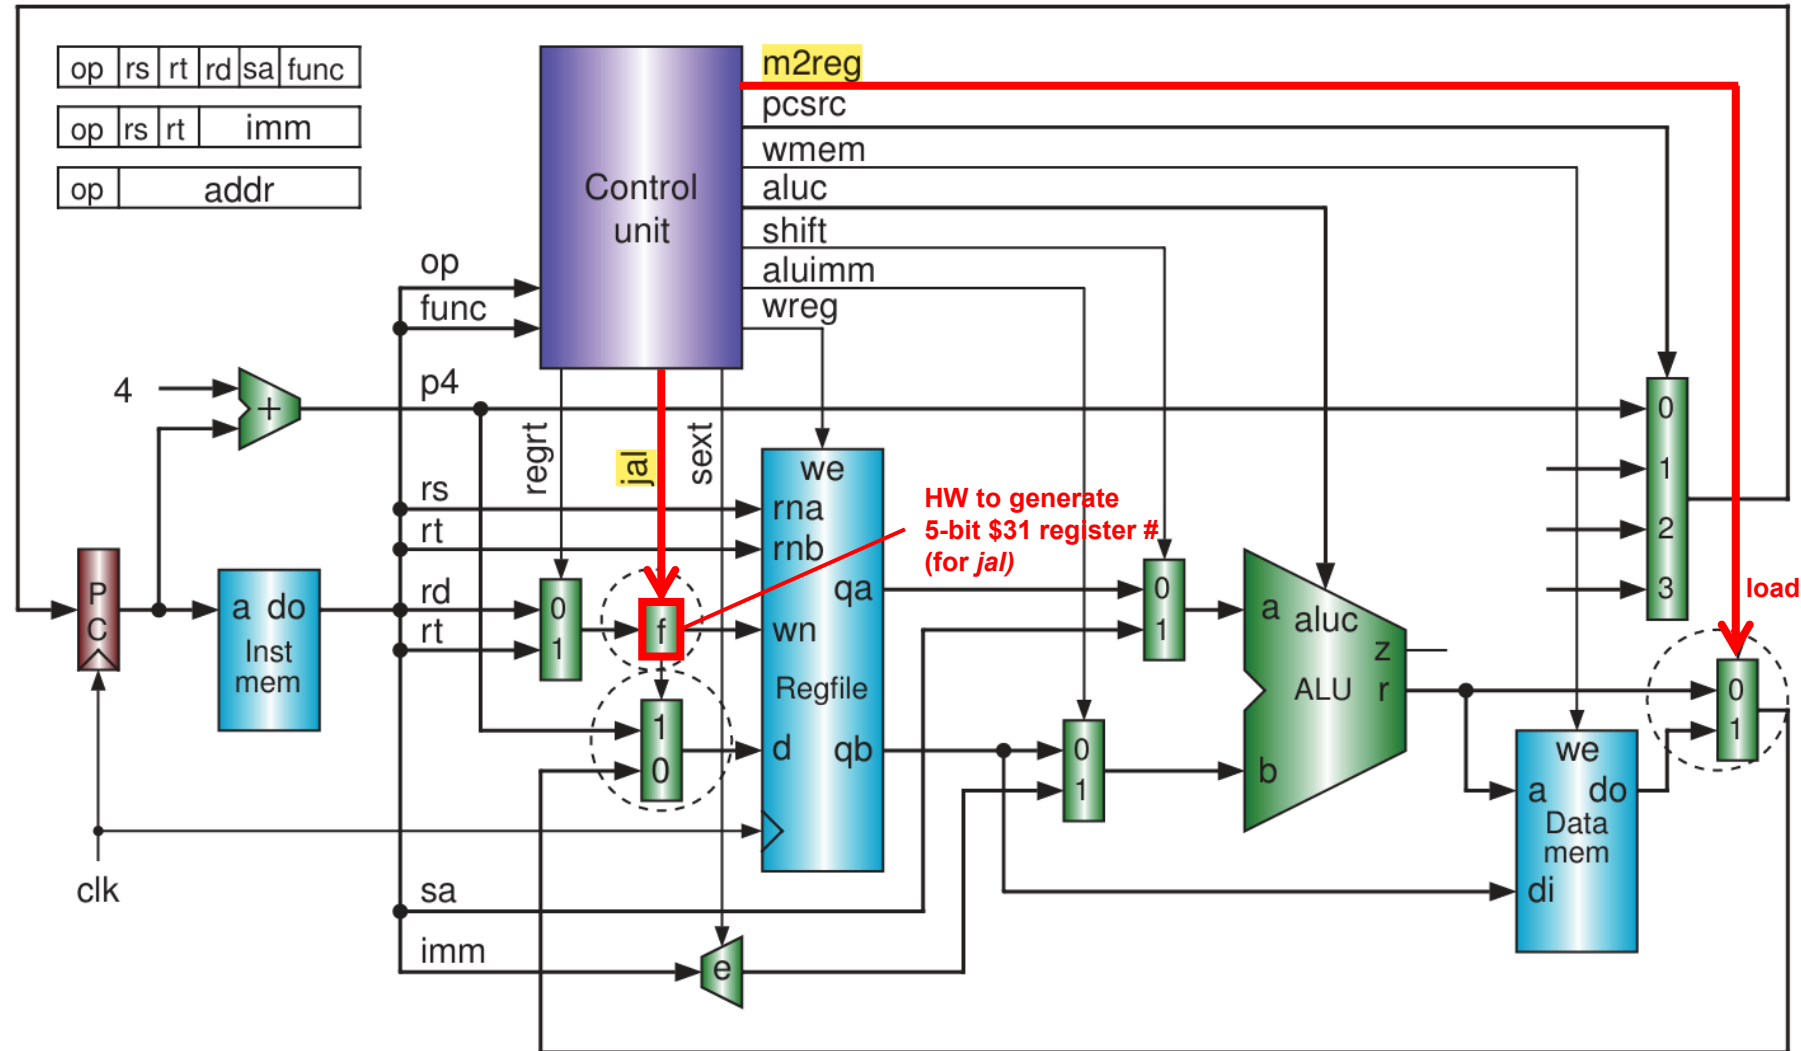 op rs rt rd sa func
op rs rt imm
op addr
Control
unit
m2reg
pcsrc
wmem
aluc
shift
aluimm
wreg
op
func
4
+
p4
regrt
jal
sext
rs
rt
rd
rt
P
C
a do
Inst
mem
0
1
f
1
0
we
rna
rnb
qa
wn
Regfile
d qb
HW to generate
5-bit $31 register #
(for jal)
0
1
0
1
a aluc
z
ALU r
b
0
1
2
3
load
0
1
we
a do
Data
mem
di
clk
sa
imm
e